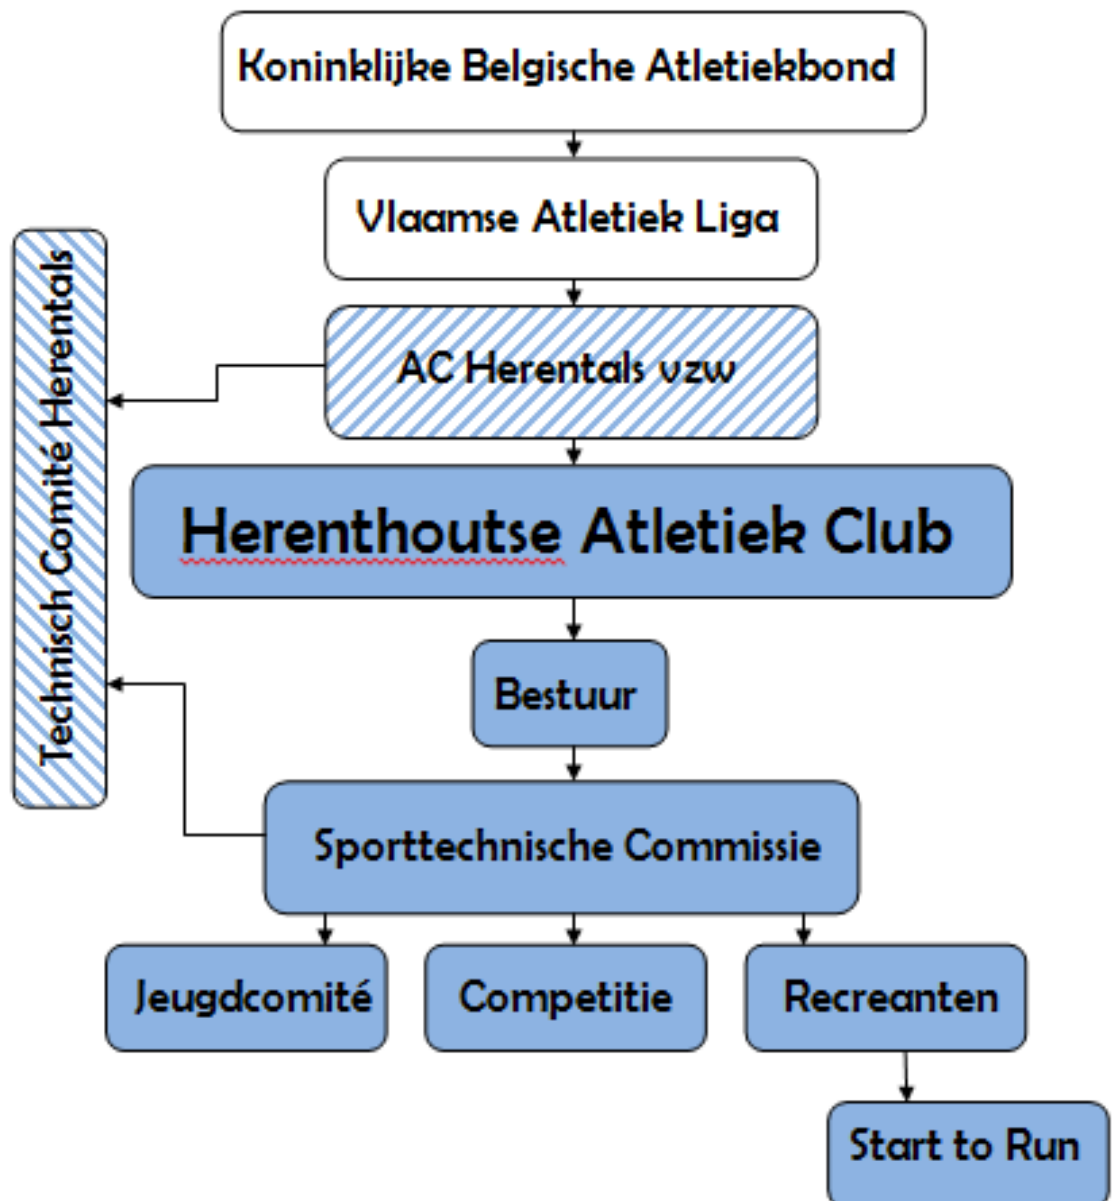 Koninklijke Belgische Atletiekbond
Vlaamse Atletiek Liga
AC Herentals vzw
Technisch Comité Herentals
Herenthoutse Atletiek Club
Bestuur
Sporttechnische Commissie
Jeugdcomité
Competitie
Recreanten
Start to Run